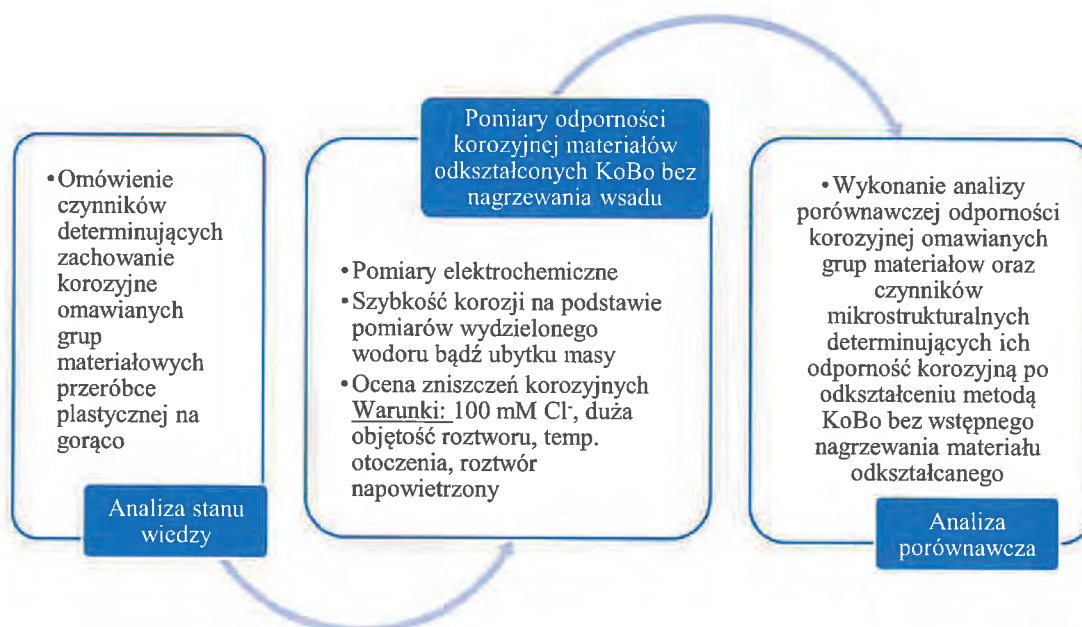 •Omówienie
czynników
determinujących
zachowanie
korozyjne
omawianych
grup
materiałowych
przeróbce
plastycznej na
gorąco
Analiza stanu
wiedzy
Pomiary odporności
korozyjnej materiałów
odkształconych KoBo bez
nagrzewania wsadu
•Pomiary elektrochemiczne
•Szybkość korozji na podstawie
pomiarów wydzielonego
wodoru bądź ubytku masy
•Ocena zniszczeń korozyjnych
Warunki: 100 mM Cl⁻, duża
objętość roztworu, temp.
otoczenia, roztwór
napowietrzony
•Wykonanie analizy
porównawczej odporności
korozyjnej omawianych
grup materiałow oraz
czynników
mikrostrukturalnych
determinujących ich
odporność korozyjną po
odkształceniu metodą
KoBo bez wstępnego
nagrzewania materiału
odkształcanego
Analiza
porównawcza